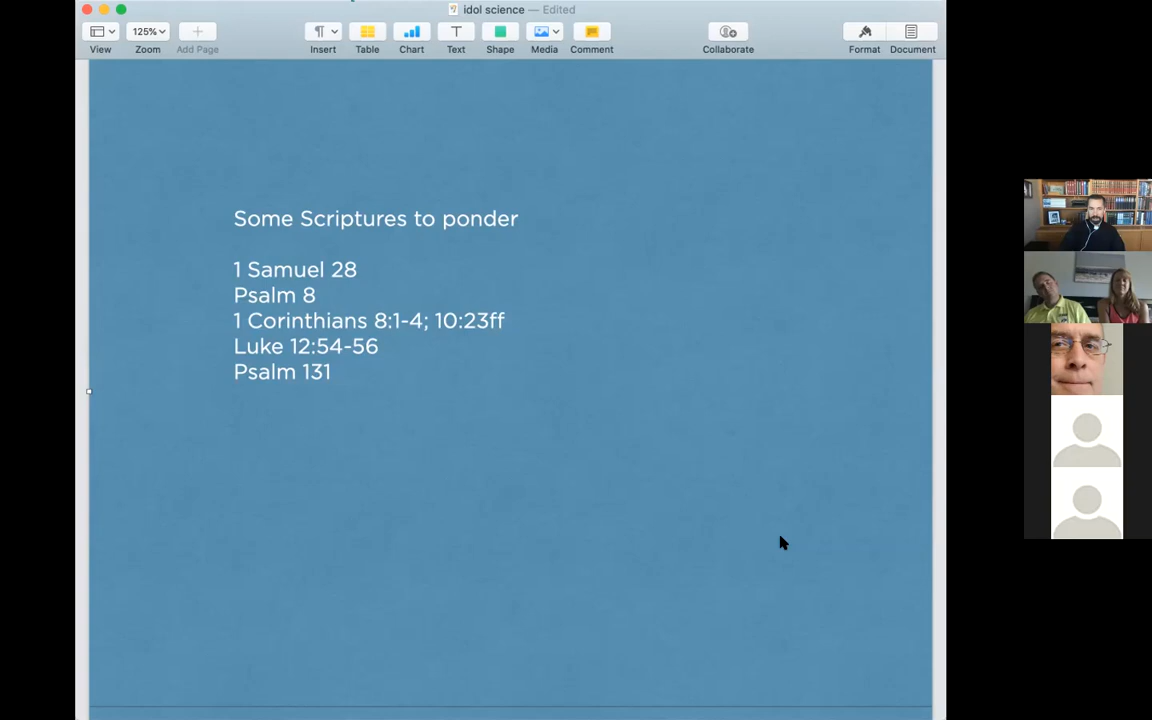 idol science — Edited
125%
View
Zoom
Add Page
Insert
Table
Chart
Text
Shape
Media
Comment
Collaborate
Format
Document
Some Scriptures to ponder
1 Samuel 28
Psalm 8
1 Corinthians 8:1-4; 10:23ff
Luke 12:54-56
Psalm 131